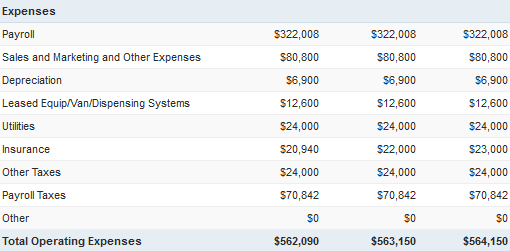 Expenses
Payroll $322,008 $322,008 $322,008
Sales and Marketing and Other Expenses $80,800 $80,800 $80,800
Depreciation $6,900 $6,900 $6,900
Leased Equip/Van/Dispensing Systems $12,600 $12,600 $12,600
Utilities $24,000 $24,000 $24,000
Insurance $20,940 $22,000 $23,000
Other Taxes $24,000 $24,000 $24,000
Payroll Taxes $70,842 $70,842 $70,842
Other $0 $0 $0
Total Operating Expenses $562,090 $563,150 $564,150